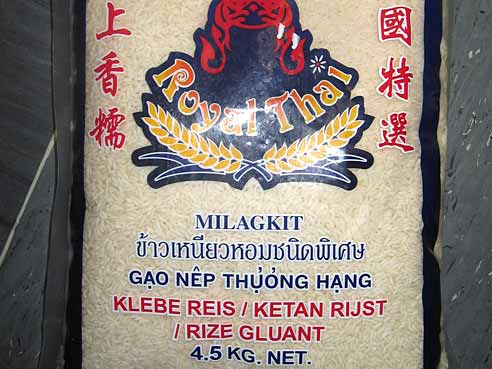 上香糯
國特選
Royal Thai
MILAGKIT
ข้าวเหนียวหอมชนิดพิเศษ
GẠO NÊP THƯỢNG HẠNG
KLEBE REIS / KETAN RIJST
/ RIZE GLUANT
4.5 KG. NET.